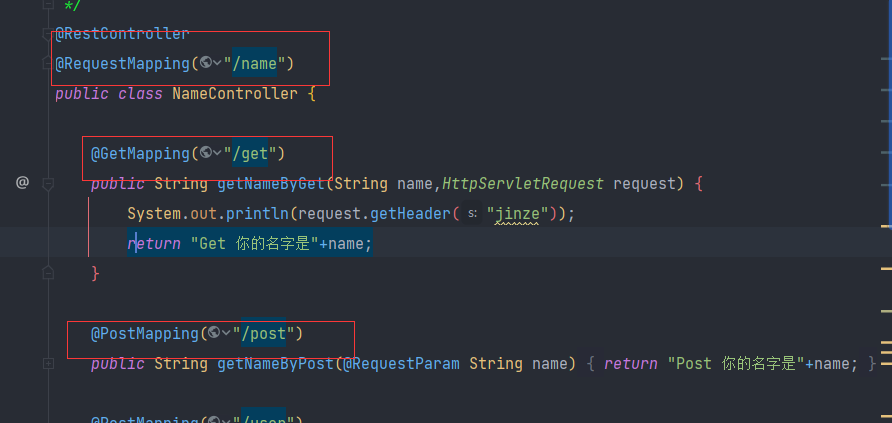 */
@RestController
@RequestMapping("/name")
public class NameController {
@GetMapping("/get")
@
public String getNameByGet(String name,HttpServletRequest request) {
System.out.println(request.getHeader( s: "jinze"));
return "Get 你的名字是"+name;
}
@PostMapping("/post")
public String getNameByPost(@RequestParam String name) { return "Post 你的名字是"+name; }
@PostMapping("/user")